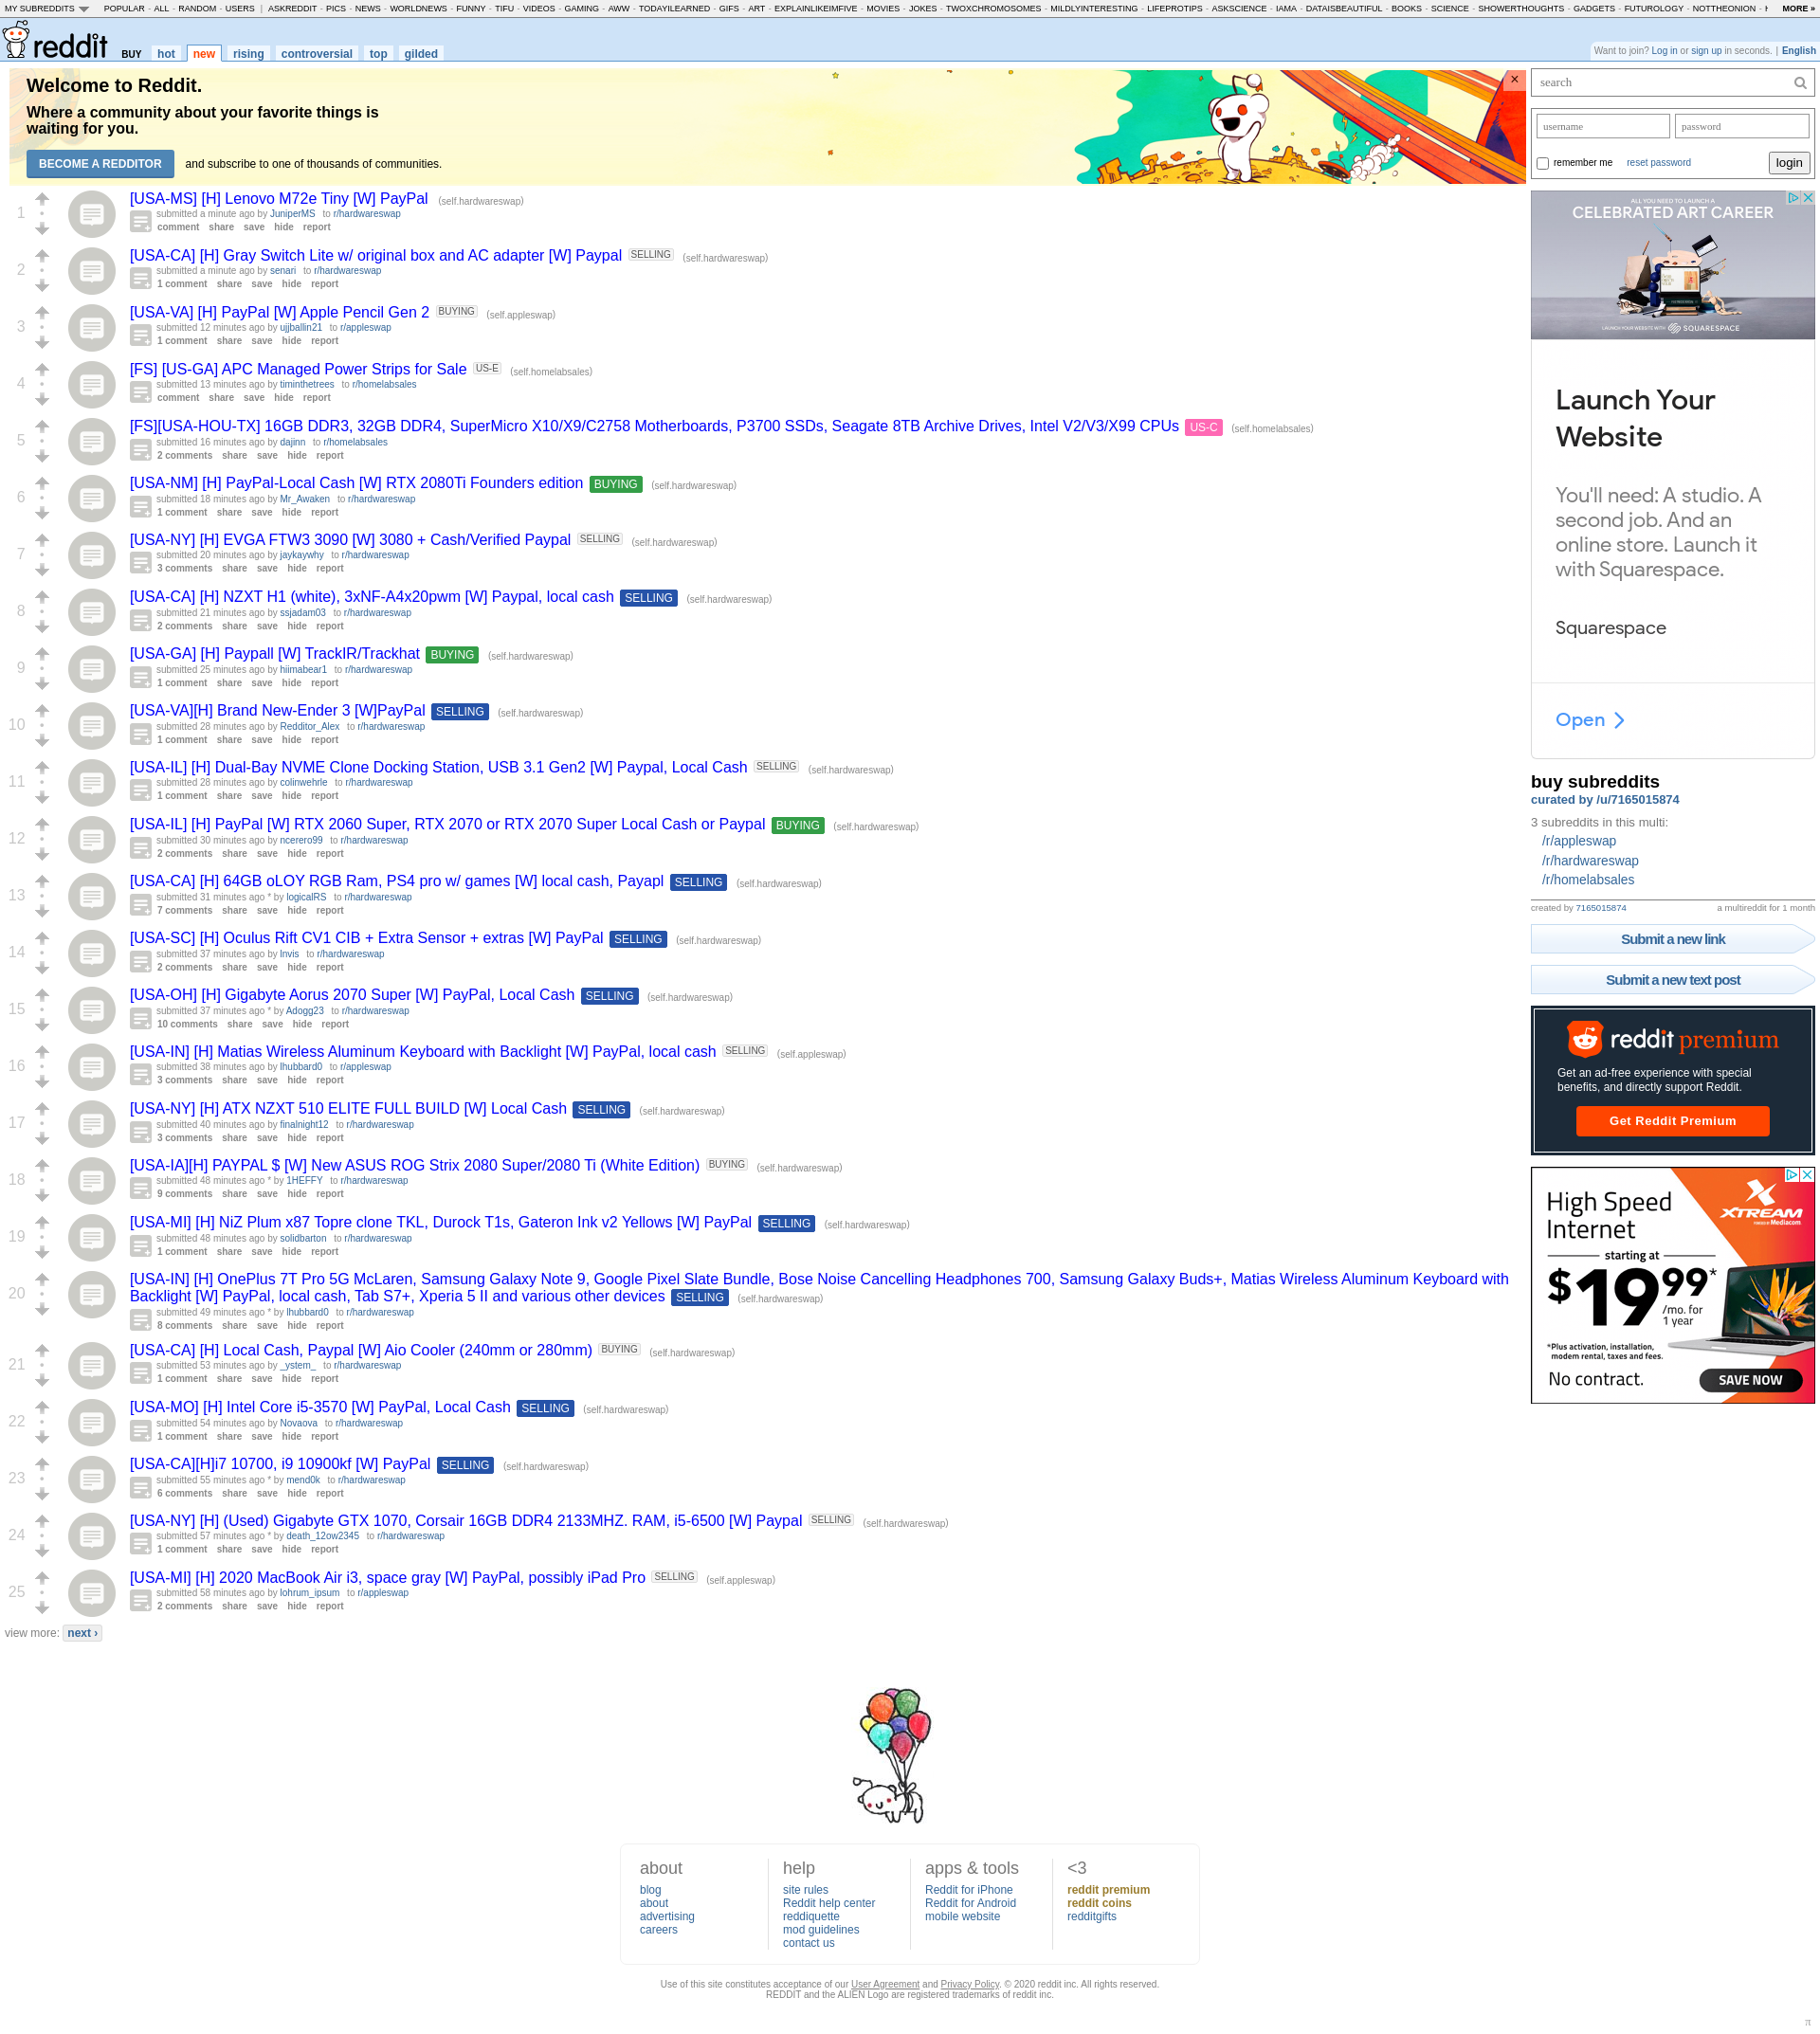 MY SUBREDDITS POPULAR - ALL - RANDOM - USERS | ASKREDDIT - PICS - NEWS - WORLDNEWS - FUNNY - TIFU - VIDEOS - GAMING - AWW - TODAYILEARNED - GIFS - ART - EXPLAINLIKEIMFIVE - MOVIES - JOKES - TWOXCHROMOSOMES - MILDLYINTERESTING - LIFEPROTIPS - ASKSCIENCE - IAMA - DATAISBEAUTIFUL - BOOKS - SCIENCE - SHOWERTHOUGHTS - GADGETS - FUTUROLOGY - NOTTHEONION - MORE »
reddit BUY hot new rising controversial top gilded
Want to join? Log in or sign up in seconds. | English
Welcome to Reddit.
Where a community about your favorite things is
waiting for you.
BECOME A REDDITOR and subscribe to one of thousands of communities.
×
1
[USA-MS] [H] Lenovo M72e Tiny [W] PayPal (self.hardwareswap)
submitted a minute ago by JuniperMS to r/hardwareswap
comment share save hide report
2
[USA-CA] [H] Gray Switch Lite w/ original box and AC adapter [W] Paypal SELLING (self.hardwareswap)
submitted a minute ago by senari to r/hardwareswap
1 comment share save hide report
3
[USA-VA] [H] PayPal [W] Apple Pencil Gen 2 BUYING (self.appleswap)
submitted 12 minutes ago by ujjballin21 to r/appleswap
1 comment share save hide report
4
[FS] [US-GA] APC Managed Power Strips for Sale US-E (self.homelabsales)
submitted 13 minutes ago by timinthetrees to r/homelabsales
comment share save hide report
5
[FS][USA-HOU-TX] 16GB DDR3, 32GB DDR4, SuperMicro X10/X9/C2758 Motherboards, P3700 SSDs, Seagate 8TB Archive Drives, Intel V2/V3/X99 CPUs US-C (self.homelabsales)
submitted 16 minutes ago by dajinn to r/homelabsales
2 comments share save hide report
6
[USA-NM] [H] PayPal-Local Cash [W] RTX 2080Ti Founders edition BUYING (self.hardwareswap)
submitted 18 minutes ago by Mr_Awaken to r/hardwareswap
1 comment share save hide report
7
[USA-NY] [H] EVGA FTW3 3090 [W] 3080 + Cash/Verified Paypal SELLING (self.hardwareswap)
submitted 20 minutes ago by jaykaywhy to r/hardwareswap
3 comments share save hide report
8
[USA-CA] [H] NZXT H1 (white), 3xNF-A4x20pwm [W] Paypal, local cash SELLING (self.hardwareswap)
submitted 21 minutes ago by ssjadam03 to r/hardwareswap
2 comments share save hide report
9
[USA-GA] [H] Paypall [W] TrackIR/Trackhat BUYING (self.hardwareswap)
submitted 25 minutes ago by hiimabear1 to r/hardwareswap
1 comment share save hide report
10
[USA-VA][H] Brand New-Ender 3 [W]PayPal SELLING (self.hardwareswap)
submitted 28 minutes ago by Redditor_Alex to r/hardwareswap
1 comment share save hide report
11
[USA-IL] [H] Dual-Bay NVME Clone Docking Station, USB 3.1 Gen2 [W] Paypal, Local Cash SELLING (self.hardwareswap)
submitted 28 minutes ago by colinwehrle to r/hardwareswap
1 comment share save hide report
12
[USA-IL] [H] PayPal [W] RTX 2060 Super, RTX 2070 or RTX 2070 Super Local Cash or Paypal BUYING (self.hardwareswap)
submitted 30 minutes ago by ncerero99 to r/hardwareswap
2 comments share save hide report
13
[USA-CA] [H] 64GB oLOY RGB Ram, PS4 pro w/ games [W] local cash, Payapl SELLING (self.hardwareswap)
submitted 31 minutes ago * by logicalRS to r/hardwareswap
7 comments share save hide report
14
[USA-SC] [H] Oculus Rift CV1 CIB + Extra Sensor + extras [W] PayPal SELLING (self.hardwareswap)
submitted 37 minutes ago by Invis to r/hardwareswap
2 comments share save hide report
15
[USA-OH] [H] Gigabyte Aorus 2070 Super [W] PayPal, Local Cash SELLING (self.hardwareswap)
submitted 37 minutes ago * by Adogg23 to r/hardwareswap
10 comments share save hide report
16
[USA-IN] [H] Matias Wireless Aluminum Keyboard with Backlight [W] PayPal, local cash SELLING (self.appleswap)
submitted 38 minutes ago by lhubbard0 to r/appleswap
3 comments share save hide report
17
[USA-NY] [H] ATX NZXT 510 ELITE FULL BUILD [W] Local Cash SELLING (self.hardwareswap)
submitted 40 minutes ago by finalnight12 to r/hardwareswap
3 comments share save hide report
18
[USA-IA][H] PAYPAL $ [W] New ASUS ROG Strix 2080 Super/2080 Ti (White Edition) BUYING (self.hardwareswap)
submitted 48 minutes ago * by 1HEFFY to r/hardwareswap
9 comments share save hide report
19
[USA-MI] [H] NiZ Plum x87 Topre clone TKL, Durock T1s, Gateron Ink v2 Yellows [W] PayPal SELLING (self.hardwareswap)
submitted 48 minutes ago by solidbarton to r/hardwareswap
1 comment share save hide report
20
[USA-IN] [H] OnePlus 7T Pro 5G McLaren, Samsung Galaxy Note 9, Google Pixel Slate Bundle, Bose Noise Cancelling Headphones 700, Samsung Galaxy Buds+, Matias Wireless Aluminum Keyboard with
Backlight [W] PayPal, local cash, Tab S7+, Xperia 5 II and various other devices SELLING (self.hardwareswap)
submitted 49 minutes ago * by lhubbard0 to r/hardwareswap
8 comments share save hide report
21
[USA-CA] [H] Local Cash, Paypal [W] Aio Cooler (240mm or 280mm) BUYING (self.hardwareswap)
submitted 53 minutes ago by _ystem_ to r/hardwareswap
1 comment share save hide report
22
[USA-MO] [H] Intel Core i5-3570 [W] PayPal, Local Cash SELLING (self.hardwareswap)
submitted 54 minutes ago by Novaova to r/hardwareswap
1 comment share save hide report
23
[USA-CA][H]i7 10700, i9 10900kf [W] PayPal SELLING (self.hardwareswap)
submitted 55 minutes ago * by mend0k to r/hardwareswap
6 comments share save hide report
24
[USA-NY] [H] (Used) Gigabyte GTX 1070, Corsair 16GB DDR4 2133MHZ. RAM, i5-6500 [W] Paypal SELLING (self.hardwareswap)
submitted 57 minutes ago * by death_12ow2345 to r/hardwareswap
1 comment share save hide report
25
[USA-MI] [H] 2020 MacBook Air i3, space gray [W] PayPal, possibly iPad Pro SELLING (self.appleswap)
submitted 58 minutes ago by lohrum_ipsum to r/appleswap
2 comments share save hide report
view more: next ›
search
username password
remember me reset password login
ALL YOU NEED TO LAUNCH A
CELEBRATED ART CAREER
LAUNCH YOUR WEBSITE WITH SQUARESPACE
Launch Your
Website
You'll need: A studio. A
second job. And an
online store. Launch it
with Squarespace.
Squarespace
Open
buy subreddits
curated by /u/7165015874
3 subreddits in this multi:
/r/appleswap
/r/hardwareswap
/r/homelabsales
created by 7165015874 a multireddit for 1 month
Submit a new link
Submit a new text post
reddit premium
Get an ad-free experience with special
benefits, and directly support Reddit.
Get Reddit Premium
High Speed
Internet
XTREAM
POWERED BY Mediacom
starting at
$19 99*
/mo. for
1 year
*Plus activation, installation,
modem rental, taxes and fees.
No contract. SAVE NOW
about
blog
about
advertising
careers
help
site rules
Reddit help center
reddiquette
mod guidelines
contact us
apps & tools
Reddit for iPhone
Reddit for Android
mobile website
<3
reddit premium
reddit coins
redditgifts
Use of this site constitutes acceptance of our User Agreement and Privacy Policy. © 2020 reddit inc. All rights reserved.
REDDIT and the ALIEN Logo are registered trademarks of reddit inc.
π